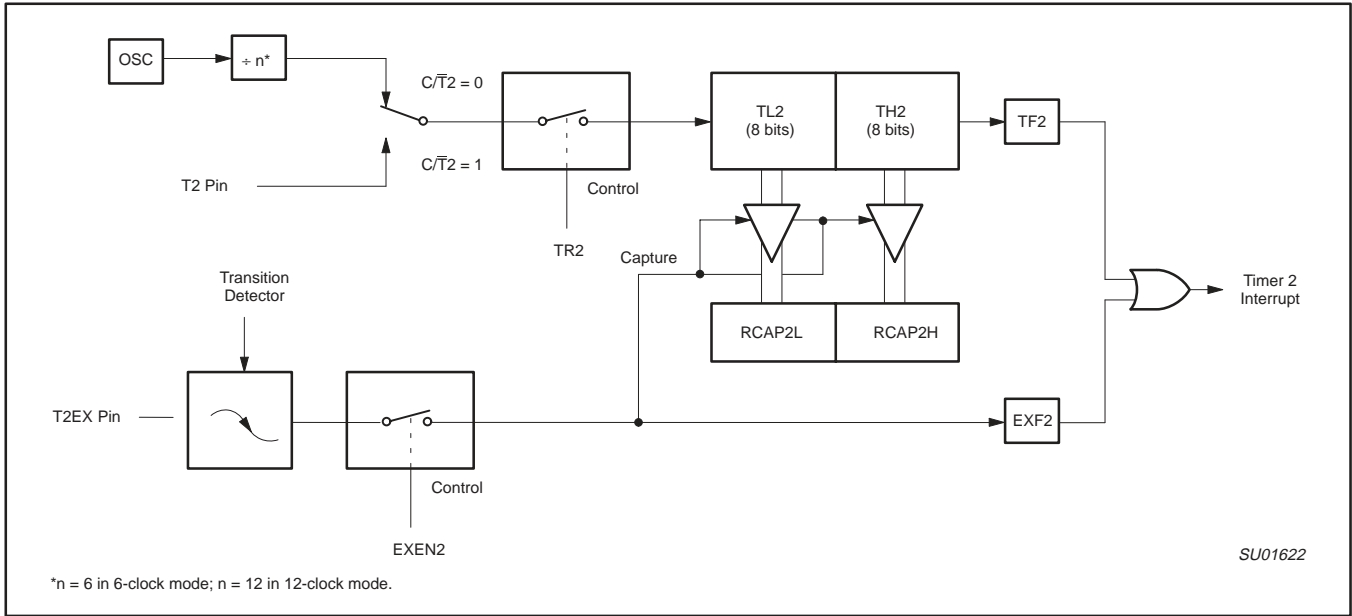 OSC
÷ n*
C/T̅2 = 0
TL2
(8 bits)
TH2
(8 bits)
TF2
C/T̅2 = 1
T2 Pin
Control
TR2
Capture
Transition
Detector
Timer 2
Interrupt
RCAP2L
RCAP2H
T2EX Pin
EXF2
Control
EXEN2
SU01622
*n = 6 in 6-clock mode; n = 12 in 12-clock mode.